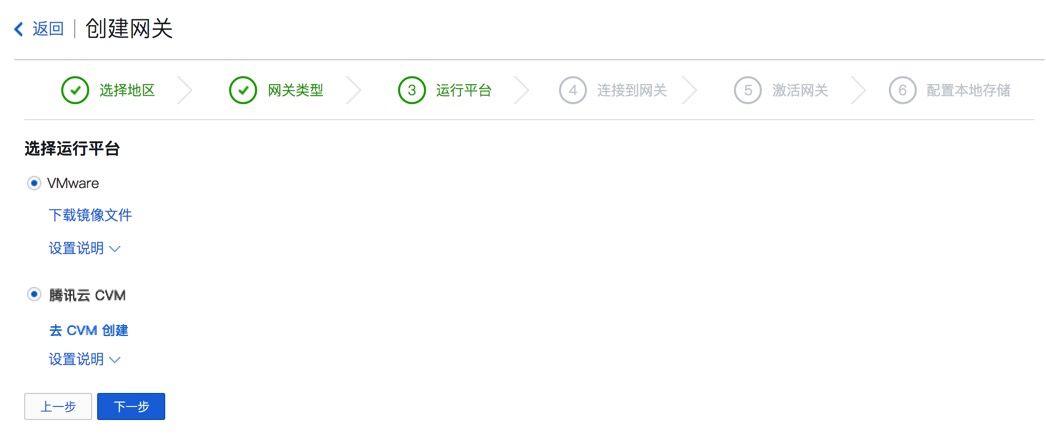 返回 | 创建网关
选择地区 网关类型 3 运行平台 4 连接到网关 5 激活网关 6 配置本地存储
选择运行平台
VMware
下载镜像文件
设置说明
腾讯云 CVM
去 CVM 创建
设置说明
上一步 下一步